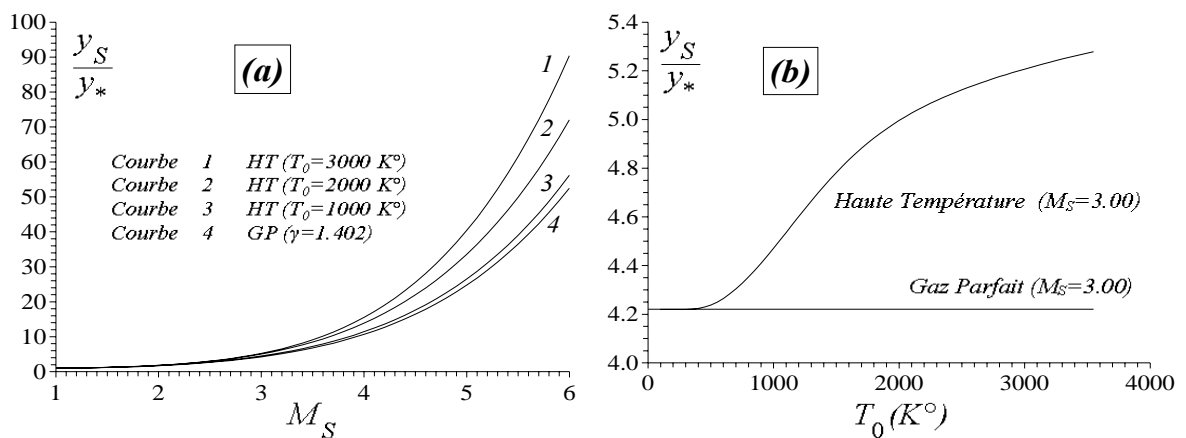 (a)
y_S
y_*
100
90
80
70
60
50
40
30
20
10
0
1 2 3 4 5 6
M_S
1
2
3
4
Courbe 1 HT (T_0=3000 K°)
Courbe 2 HT (T_0=2000 K°)
Courbe 3 HT (T_0=1000 K°)
Courbe 4 GP (γ=1.402)
(b)
y_S
y_*
5.4
5.2
5.0
4.8
4.6
4.4
4.2
4.0
0 1000 2000 3000 4000
T_0 (K°)
Haute Température (M_S=3.00)
Gaz Parfait (M_S=3.00)